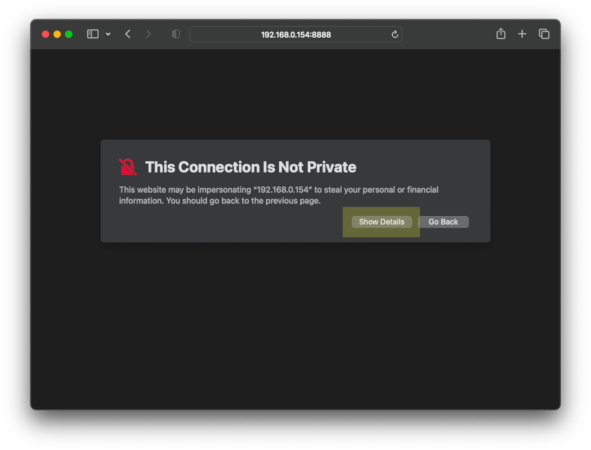 192.168.0.154:8888
This Connection Is Not Private
This website may be impersonating "192.168.0.154" to steal your personal or financial
information. You should go back to the previous page.
Show Details Go Back